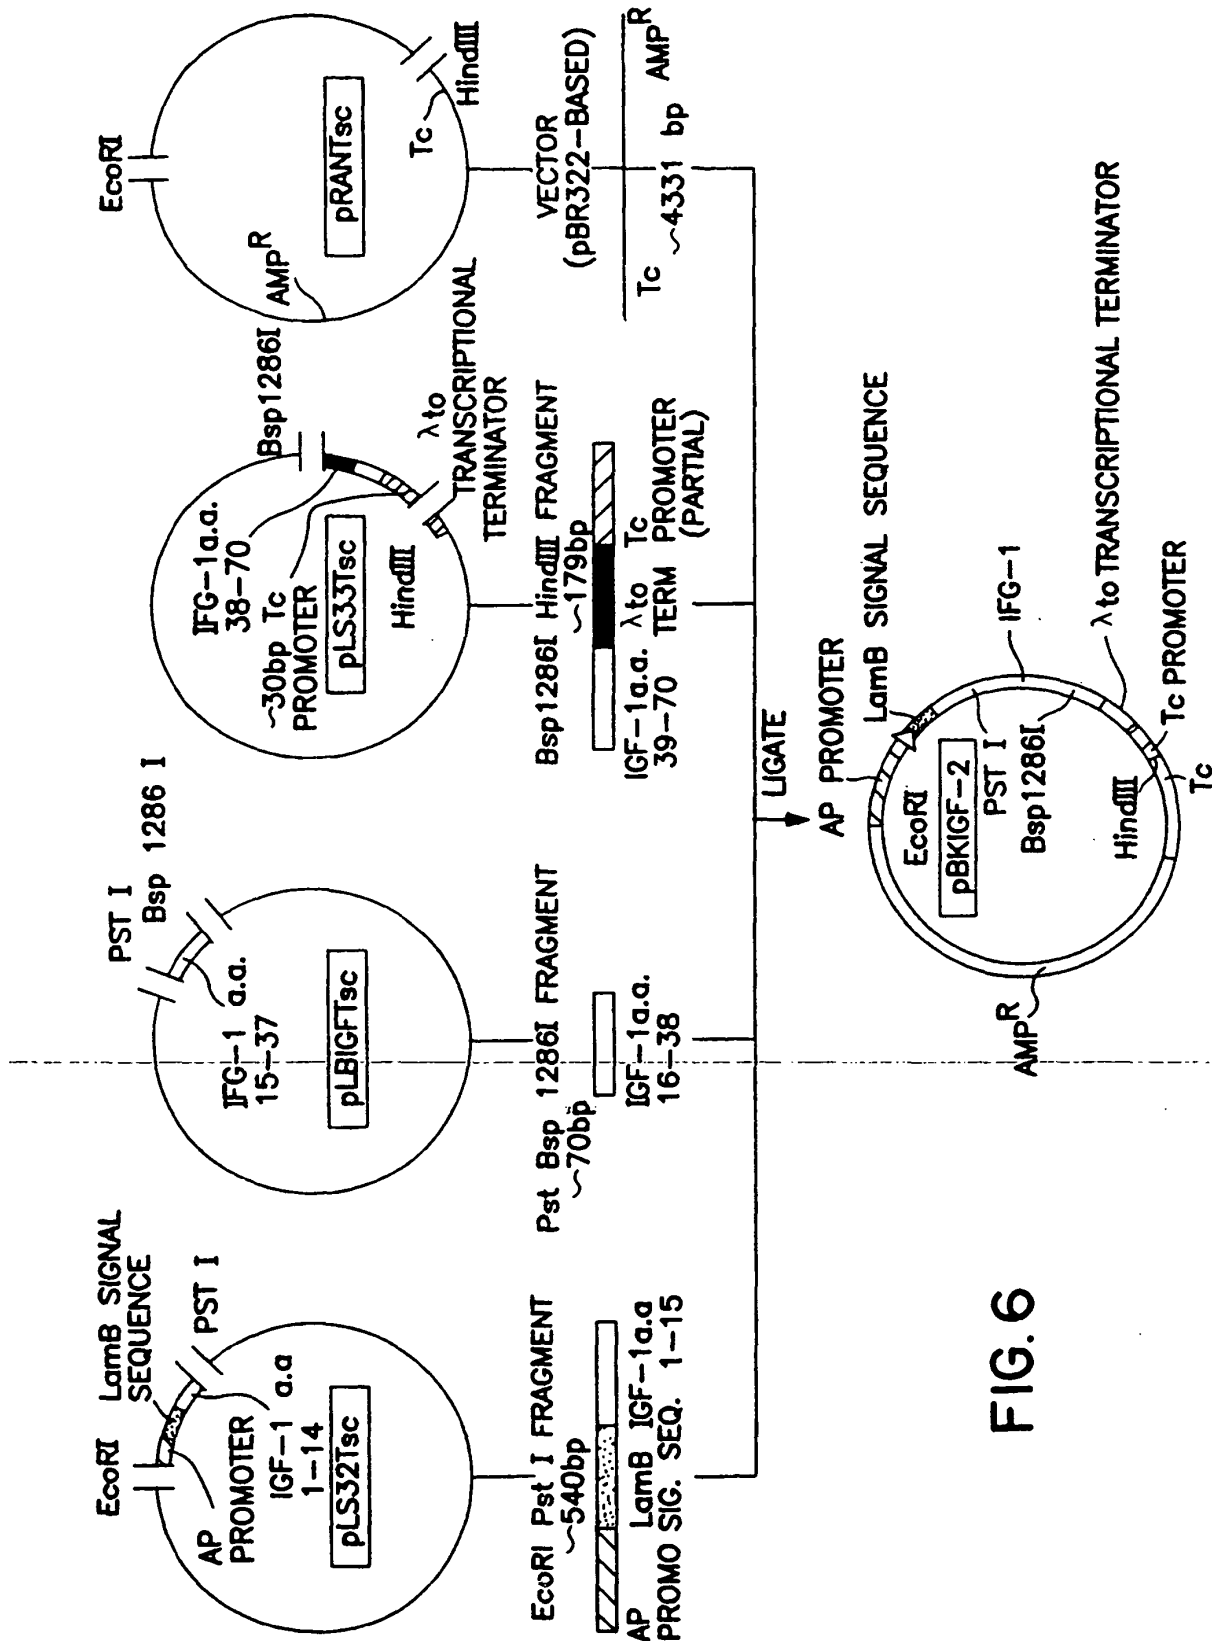 EcoRI
LamB SIGNAL
SEQUENCE
PST I
AP
PROMOTER
IGF-1 a.a
1-14
pLS32Tsc
EcoRI Pst I FRAGMENT
~540bp
AP LamB IGF-1a.a
PROMO SIG. SEQ. 1-15
PST I
Bsp 1286 I
IFG-1 a.a.
15-37
pLBIGFTsc
Pst Bsp 1286I FRAGMENT
~70bp
IGF-1a.a.
16-38
Bsp1286I
IFG-1a.a.
38-70
~30bp Tc
PROMOTER
pLS33Tsc
HindIII
λ to
TRANSCRIPTIONAL
TERMINATOR
Bsp1286I HindIII FRAGMENT
~179bp
IGF-1a.a. λ to Tc
39-70 TERM PROMOTER
(PARTIAL)
EcoRI
AMPR
pRANTsc
Tc
HindIII
VECTOR
(pBR322-BASED)
Tc AMPR
~4331 bp
LIGATE
AP PROMOTER
LamB SIGNAL SEQUENCE
EcoRI
pBKIGF-2
PST I
Bsp1286I
HindIII
IFG-1
λ to TRANSCRIPTIONAL TERMINATOR
Tc PROMOTER
Tc
AMPR
FIG. 6